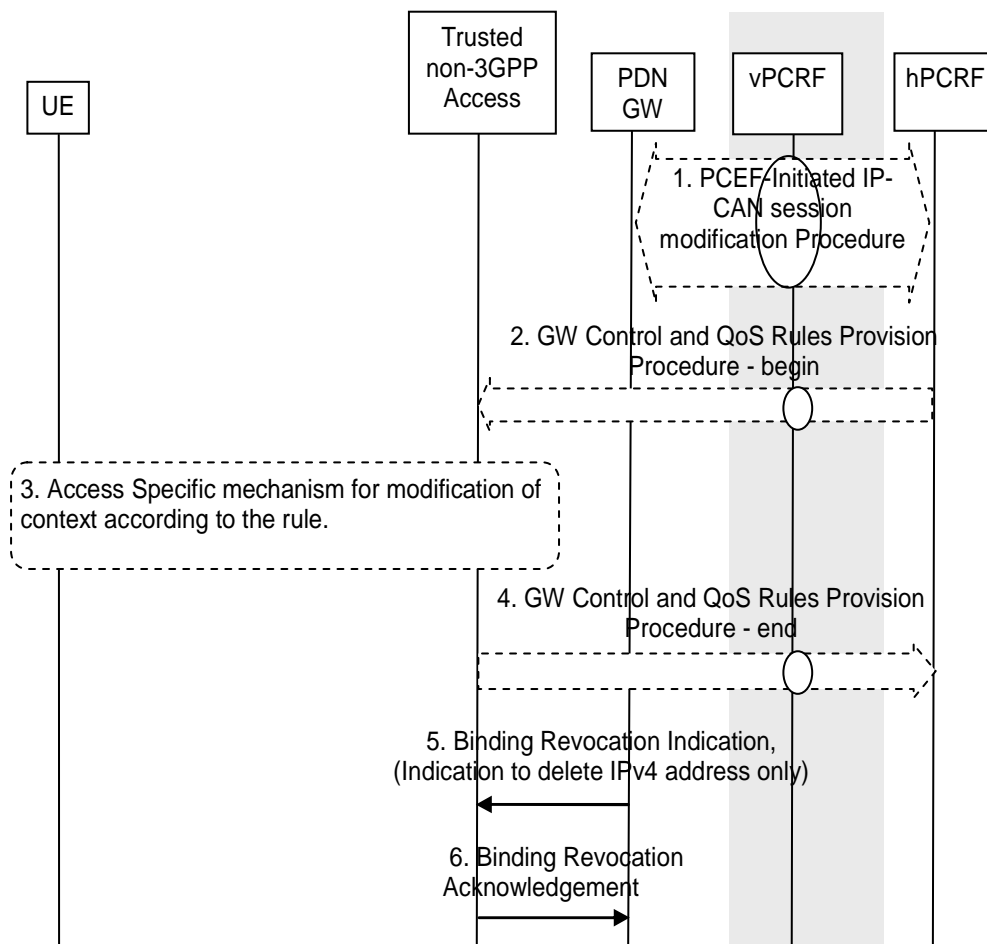 Trusted
non-3GPP
Access
UE
PDN
GW
vPCRF
hPCRF
1. PCEF-Initiated IP-
CAN session
modification Procedure
2. GW Control and QoS Rules Provision
Procedure - begin
3. Access Specific mechanism for modification of
context according to the rule.
4. GW Control and QoS Rules Provision
Procedure - end
5. Binding Revocation Indication,
(Indication to delete IPv4 address only)
6. Binding Revocation
Acknowledgement